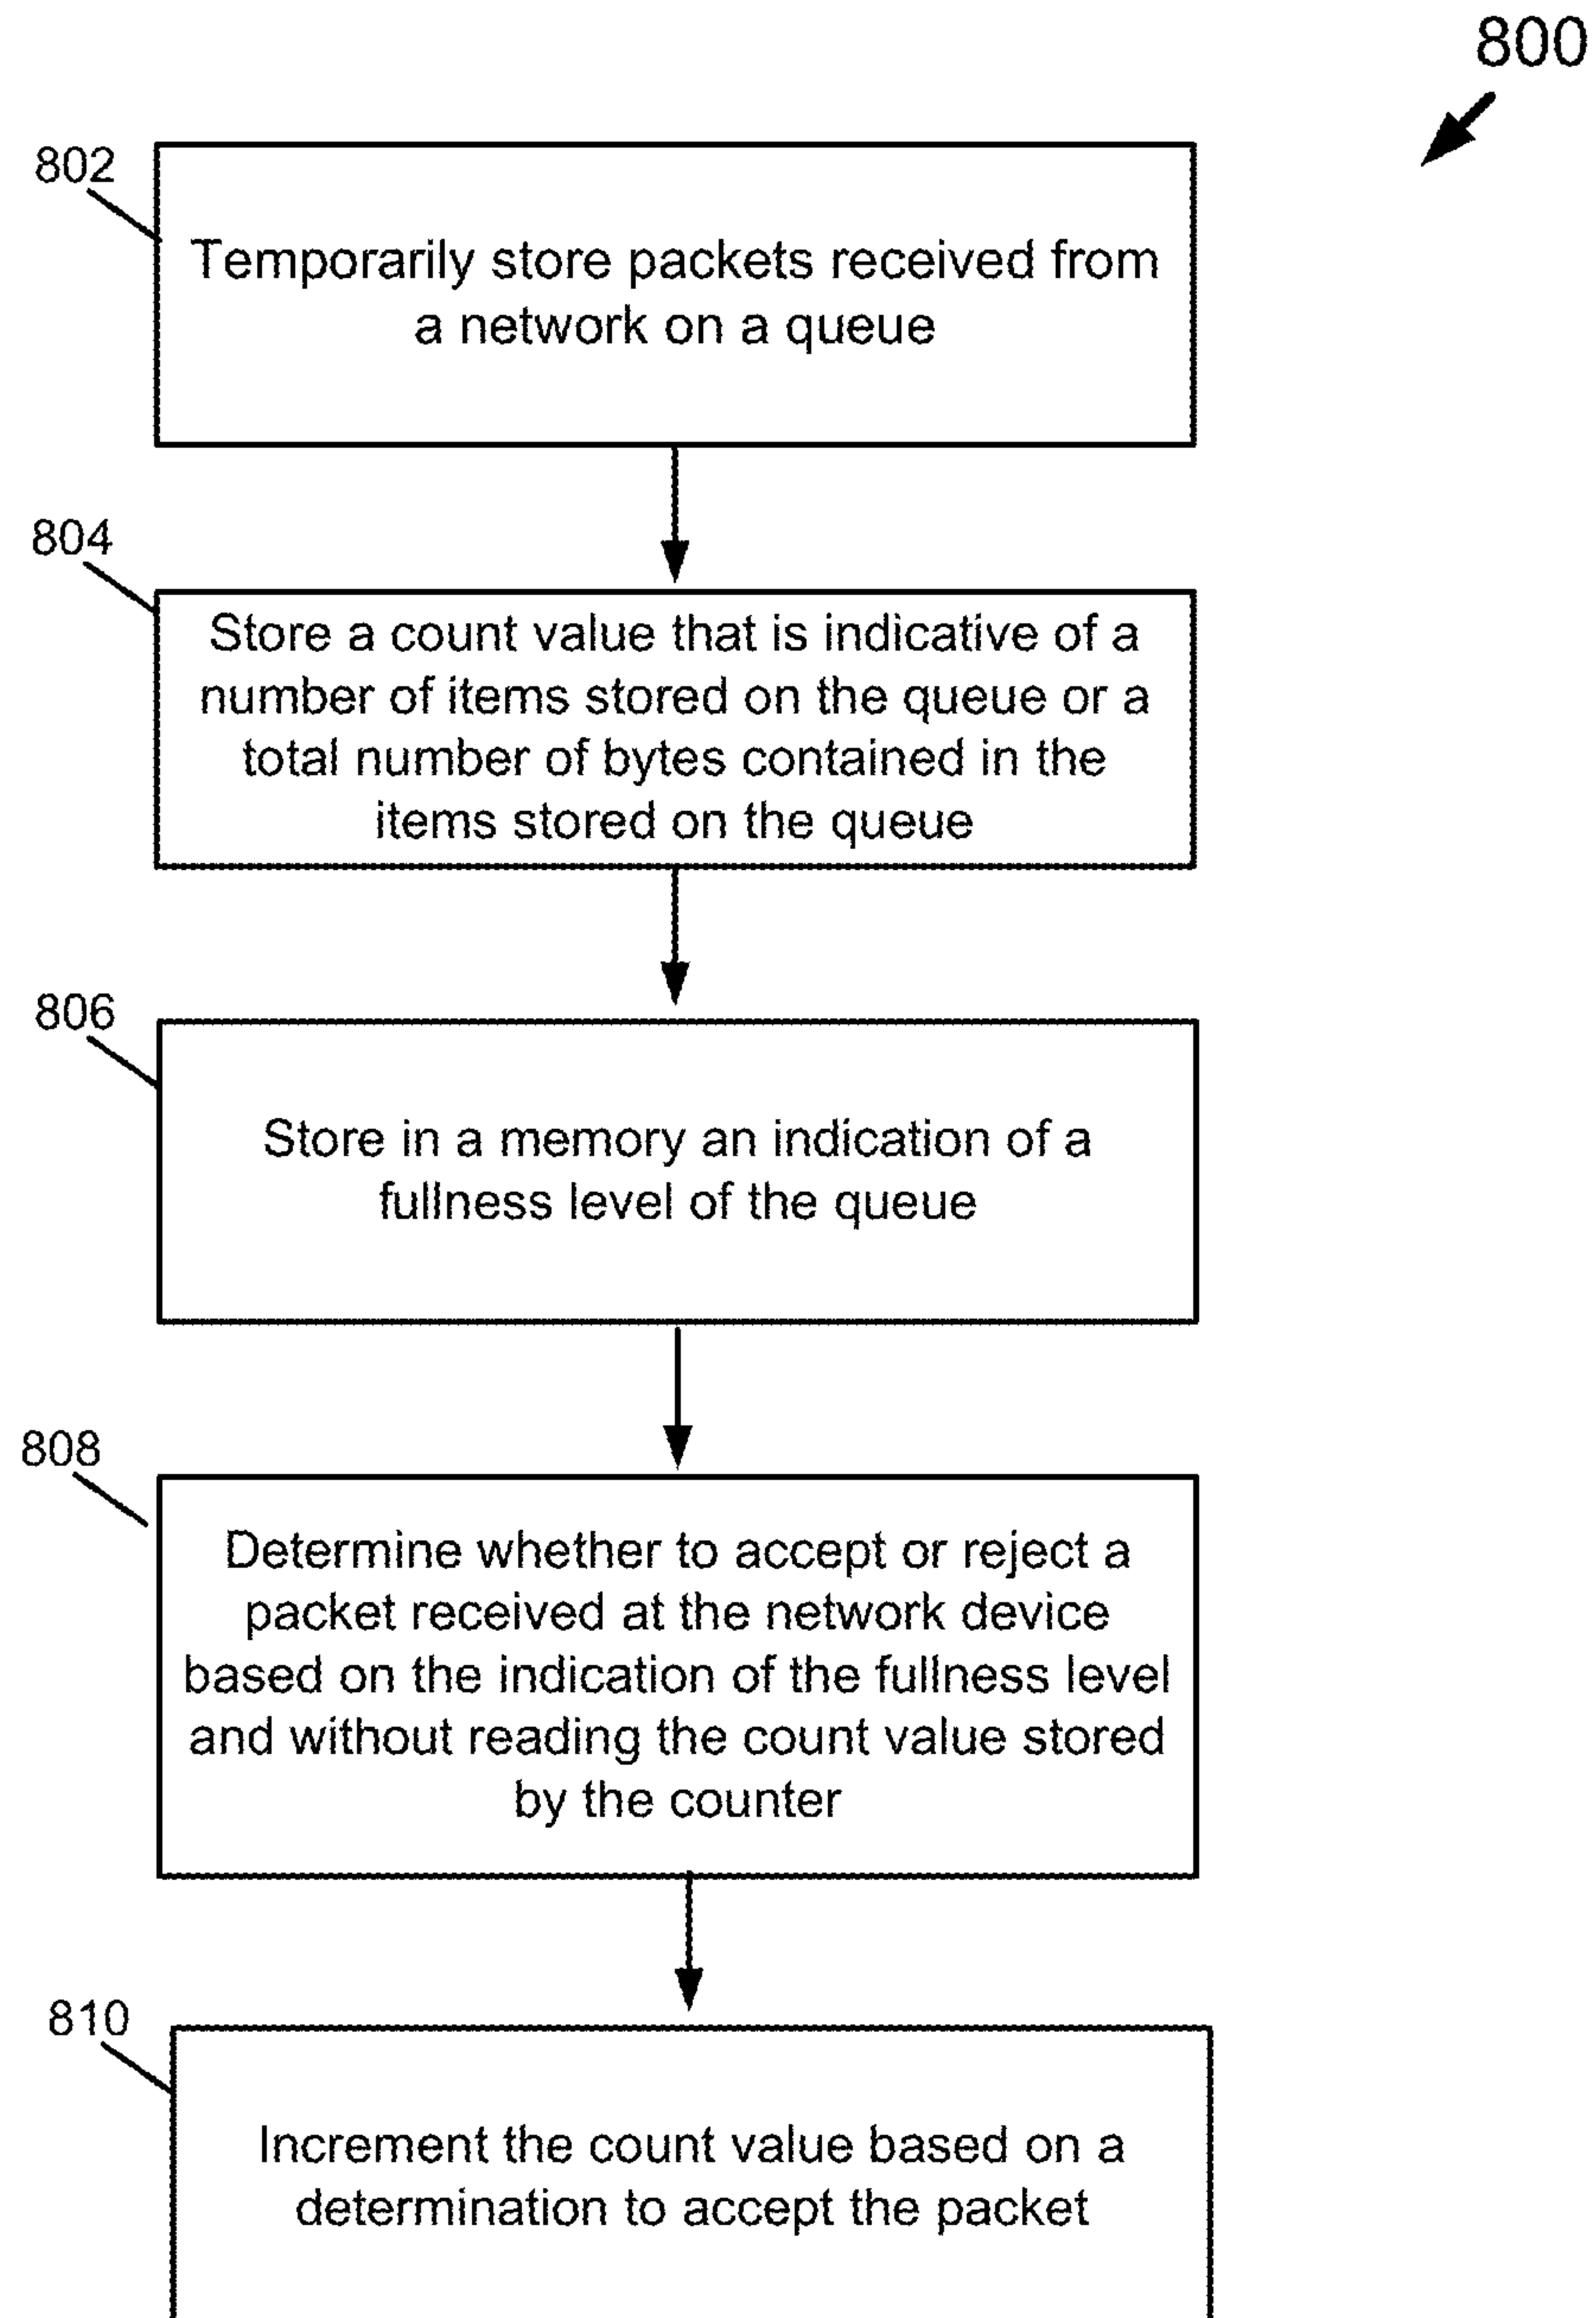 800
802
Temporarily store packets received from
a network on a queue
804
Store a count value that is indicative of a
number of items stored on the queue or a
total number of bytes contained in the
items stored on the queue
806
Store in a memory an indication of a
fullness level of the queue
808
Determine whether to accept or reject a
packet received at the network device
based on the indication of the fullness level
and without reading the count value stored
by the counter
810
Increment the count value based on a
determination to accept the packet